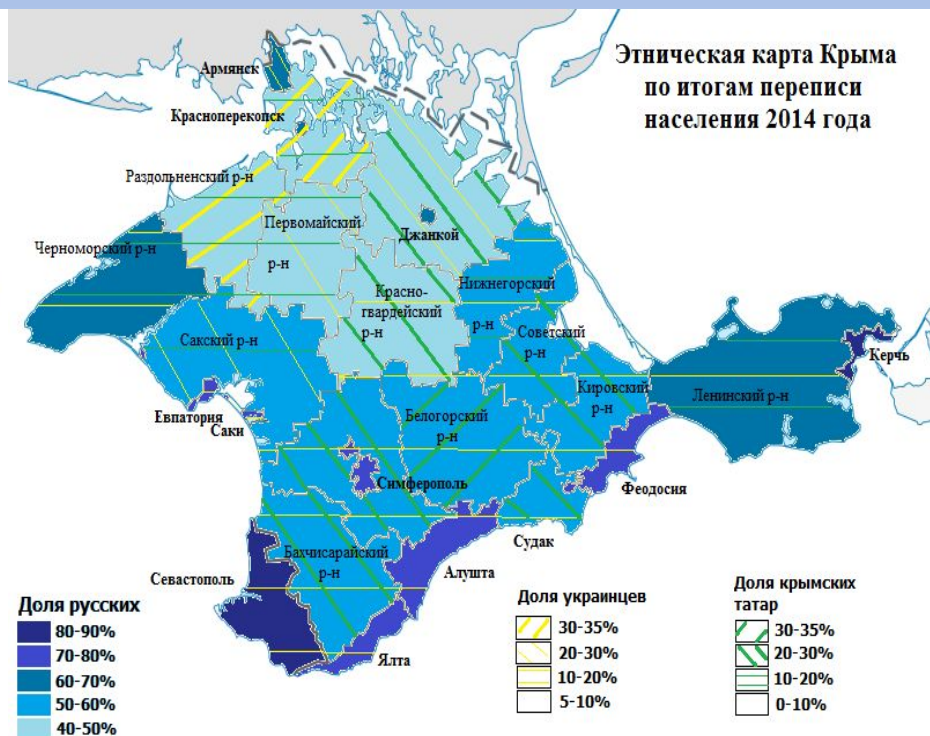 Этническая карта Крыма
по итогам переписи
населения 2014 года
Армянск
Красноперекопск
Раздольненский р-н
Первомайский
р-н
Джанкой
Черноморский р-н
Нижнегорский
р-н
Красно-
гвардейский
р-н
Советский
р-н
Сакский р-н
Керчь
Кировский
р-н
Ленинский р-н
Белогорский
р-н
Евпатория
Саки
Симферополь
Феодосия
Судак
Бахчисарайский
р-н
Алушта
Севастополь
Ялта
Доля русских
80-90%
70-80%
60-70%
50-60%
40-50%
Доля украинцев
30-35%
20-30%
10-20%
5-10%
Доля крымских
татар
30-35%
20-30%
10-20%
0-10%